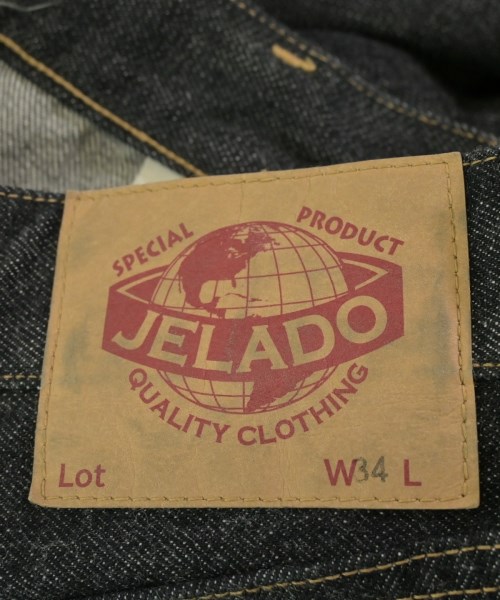 SPECIAL PRODUCT
JELADO
QUALITY CLOTHING
Lot W34 L